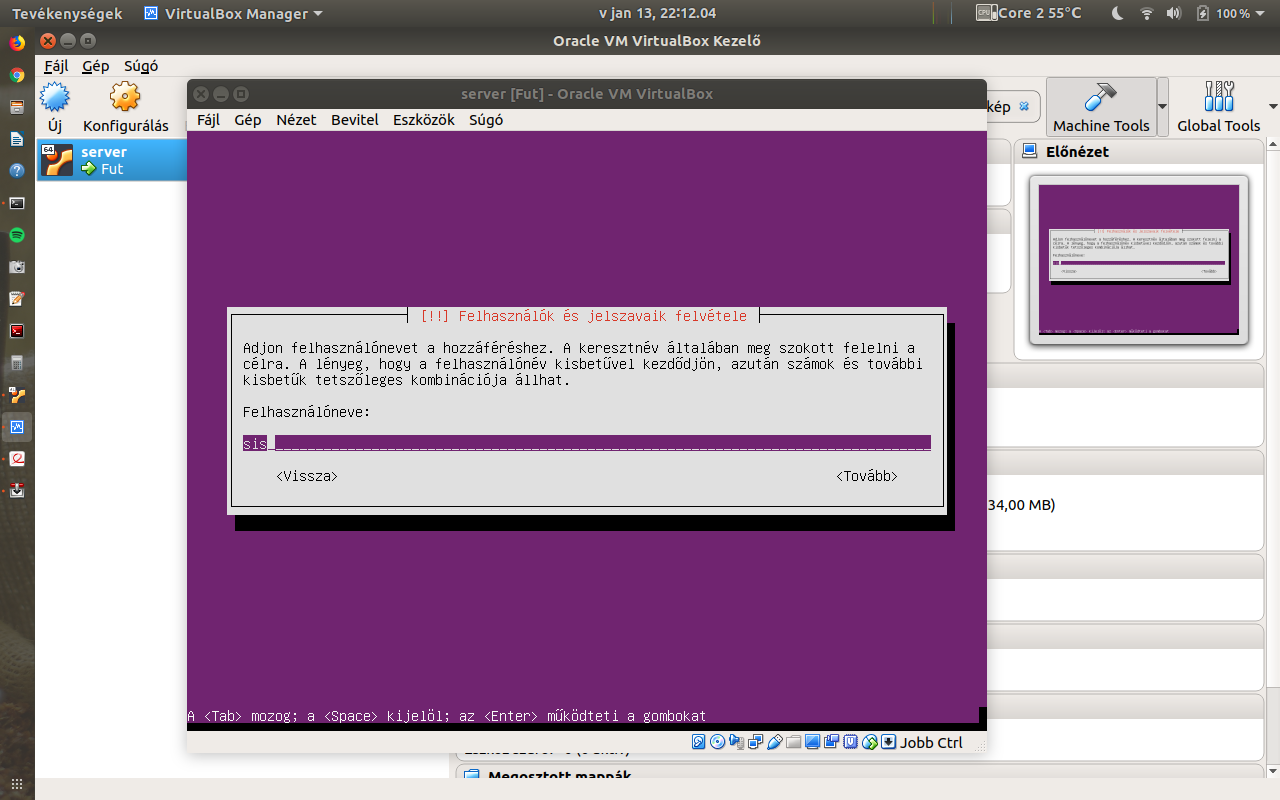 Tevékenységek
VirtualBox Manager
v jan 13, 22:12.04
CPU
Core 2 55°C
100 %
Oracle VM VirtualBox Kezelő
Fájl Gép Súgó
Új
Konfigurálás
kép
Machine Tools
Global Tools
64
server
Fut
Előnézet
server [Fut] - Oracle VM VirtualBox
Fájl Gép Nézet Bevitel Eszközök Súgó
[!!] Felhasználók és jelszavaik felvétele
Adjon felhasználónevet a hozzáféréshez. A keresztnév általában meg szokott felelni a
célra. A lényeg, hogy a felhasználónév kisbetűvel kezdődjön, azután számok és további
kisbetűk tetszőleges kombinációja állhat.
Felhasználóneve:
sis
<Vissza>
<Tovább>
A <Tab> mozog; a <Space> kijelöl; az <Enter> működteti a gombokat
Jobb Ctrl
34,00 MB)
Megosztott mappák